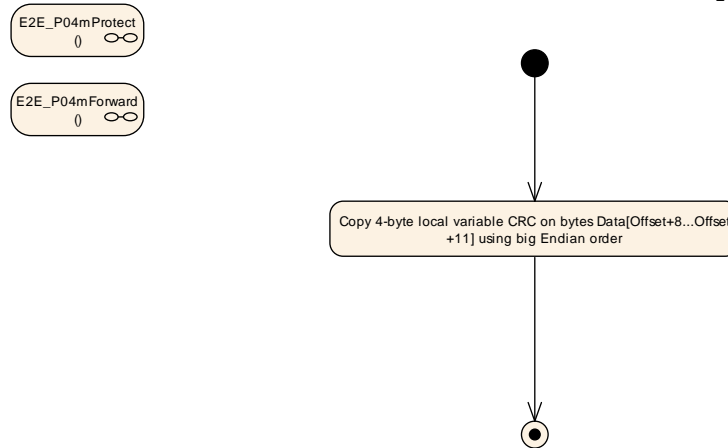 E2E_P04mProtect
()
E2E_P04mForward
()
Copy 4-byte local variable CRC on bytes Data[Offset+8...Offset
+11] using big Endian order